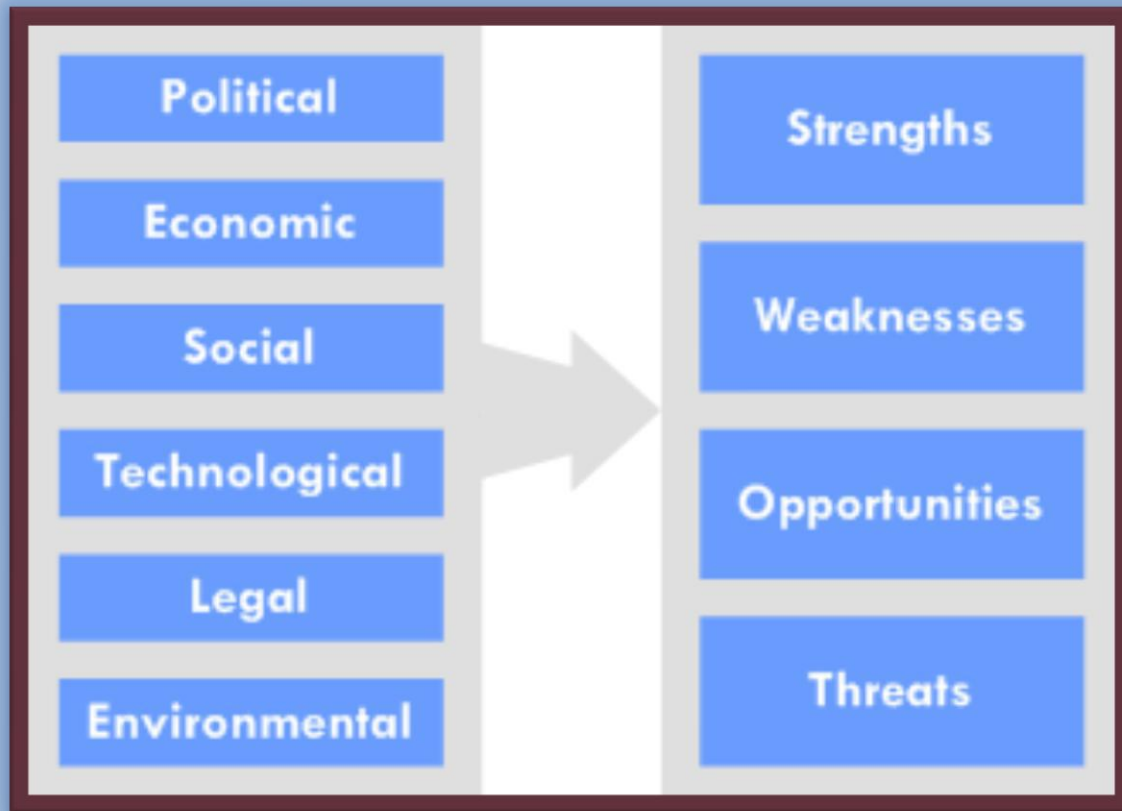 Political
Economic
Social
Technological
Legal
Environmental
Strengths
Weaknesses
Opportunities
Threats